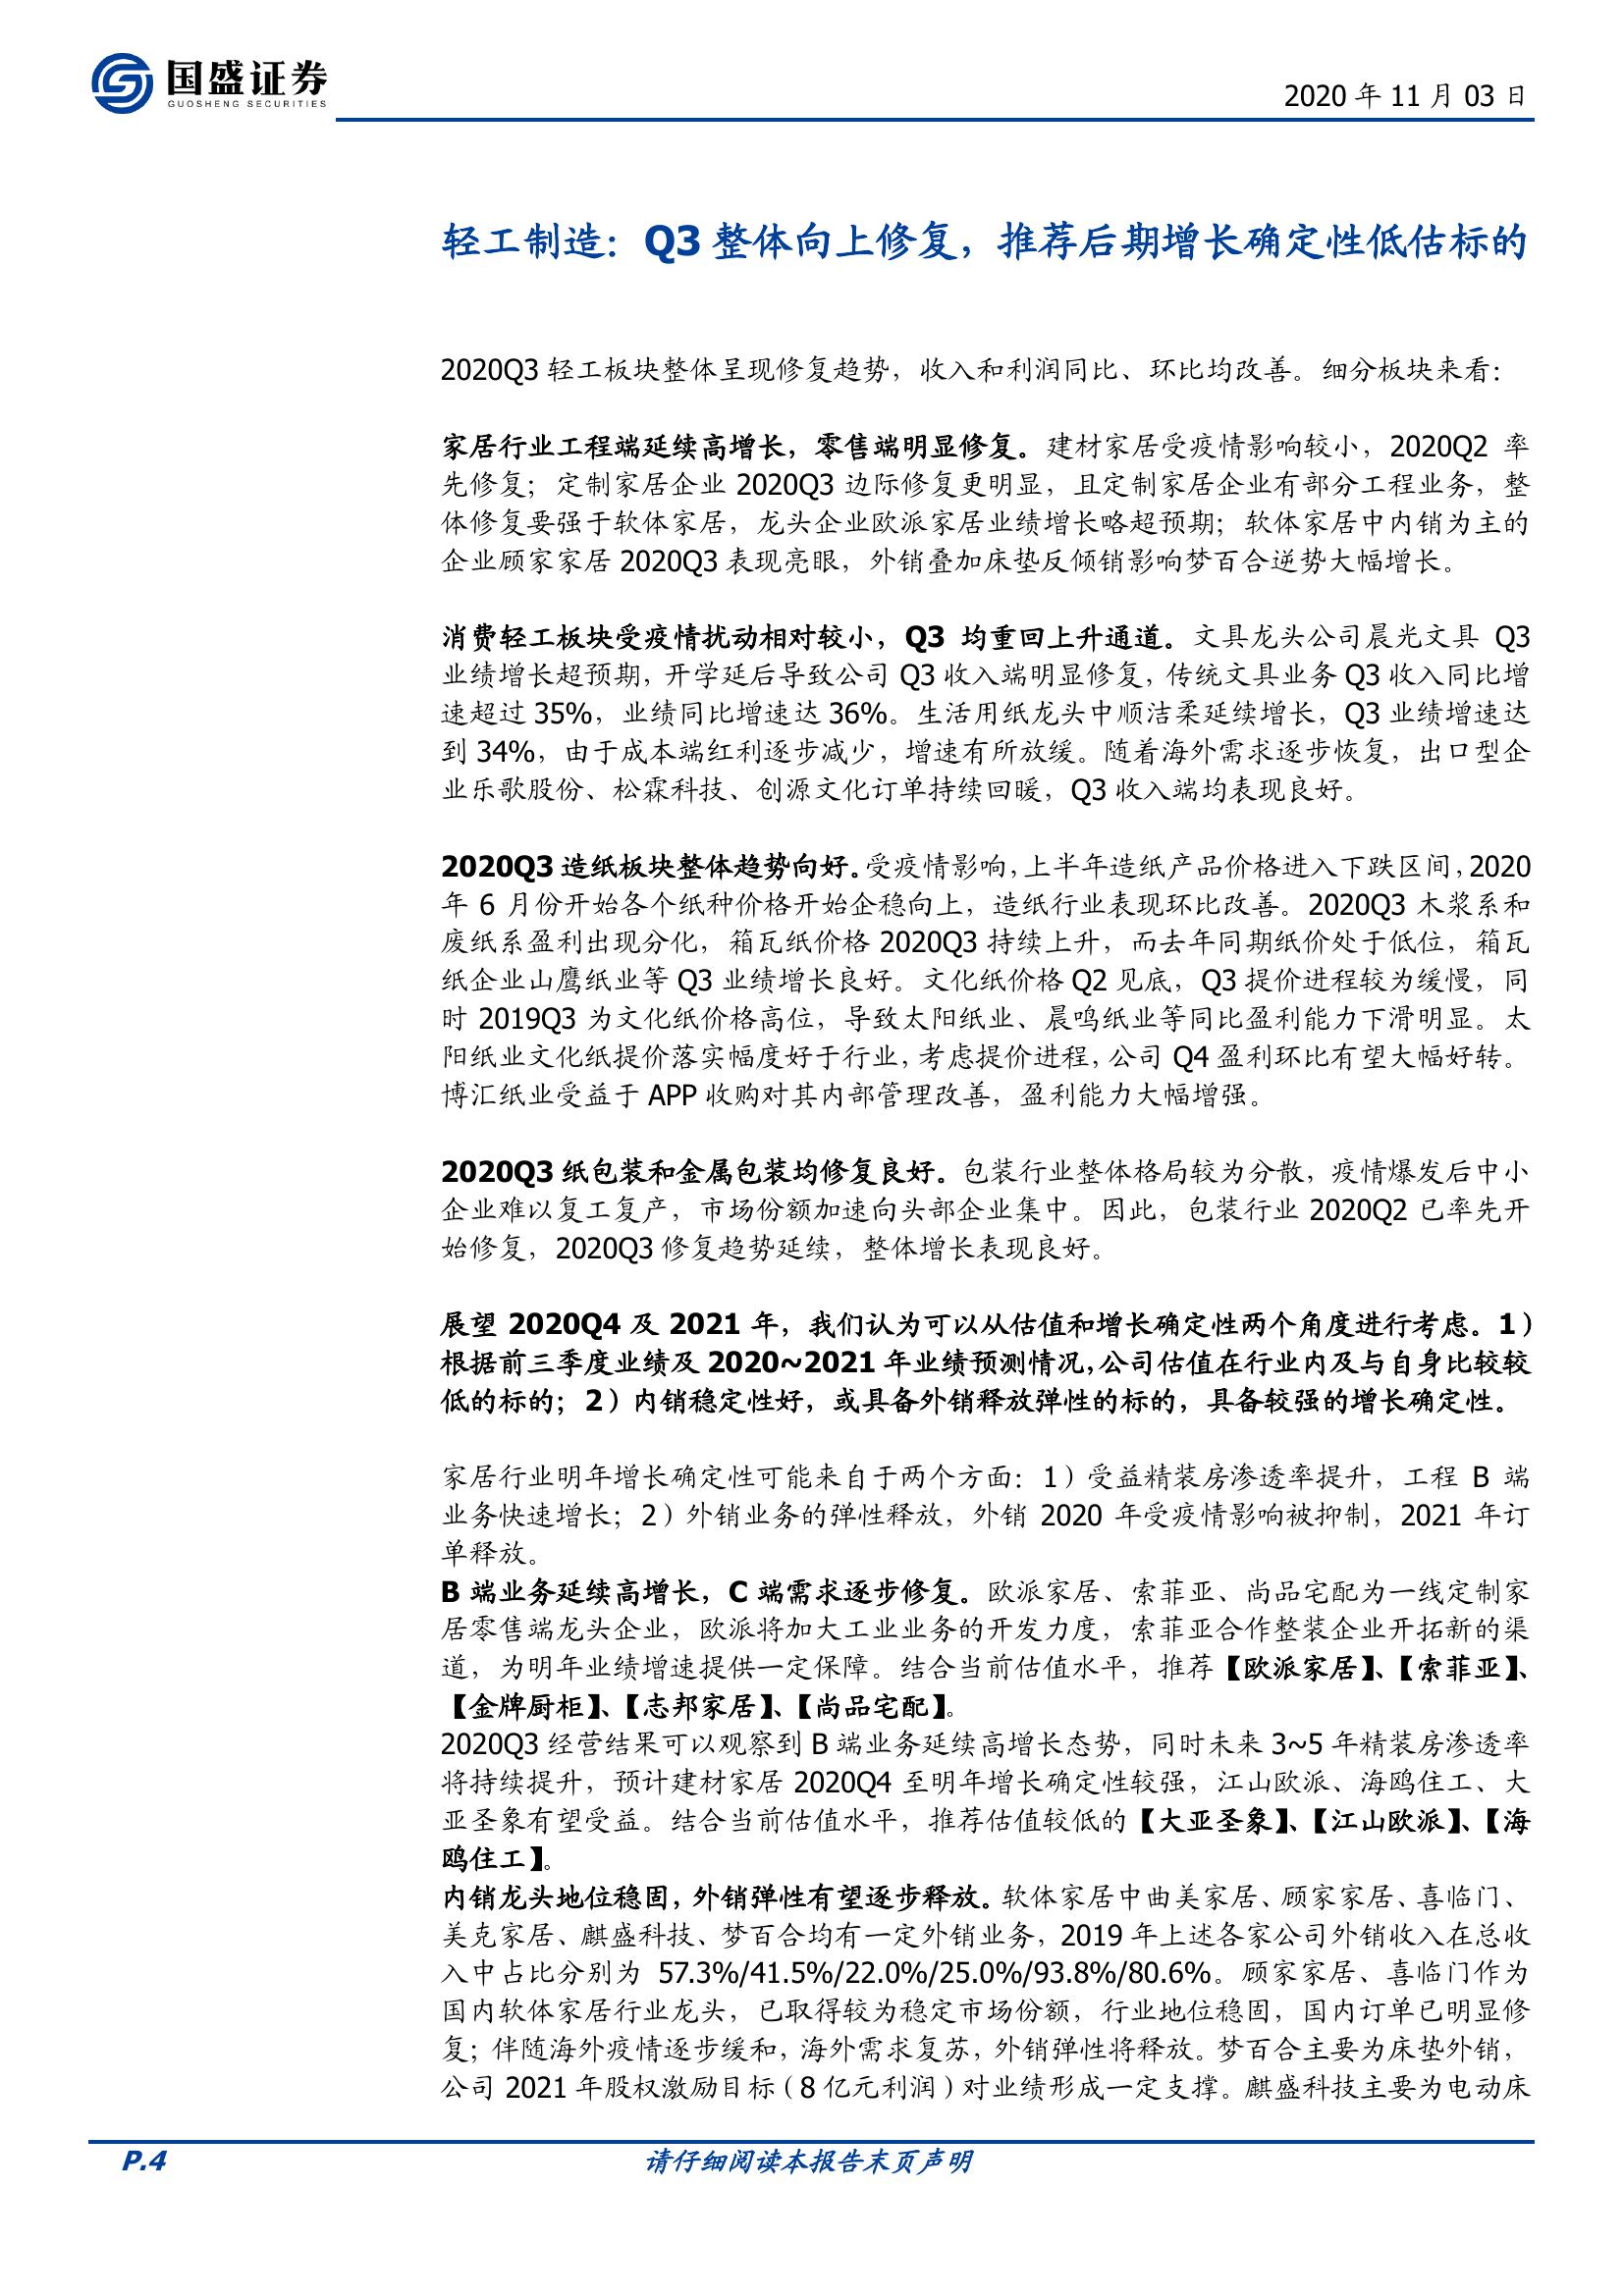 国盛证券
GUOSHENG SECURITIES
2020 年 11 月 03 日
轻工制造：Q3 整体向上修复，推荐后期增长确定性低估标的
2020Q3 轻工板块整体呈现修复趋势，收入和利润同比、环比均改善。细分板块来看：
家居行业工程端延续高增长，零售端明显修复。建材家居受疫情影响较小，2020Q2 率
先修复；定制家居企业 2020Q3 边际修复更明显，且定制家居企业有部分工程业务，整
体修复要强于软体家居，龙头企业欧派家居业绩增长略超预期；软体家居中内销为主的
企业顾家家居 2020Q3 表现亮眼，外销叠加床垫反倾销影响梦百合逆势大幅增长。
消费轻工板块受疫情扰动相对较小，Q3 均重回上升通道。文具龙头公司晨光文具 Q3
业绩增长超预期，开学延后导致公司 Q3 收入端明显修复，传统文具业务 Q3 收入同比增
速超过 35%，业绩同比增速达 36%。生活用纸龙头中顺洁柔延续增长，Q3 业绩增速达
到 34%，由于成本端红利逐步减少，增速有所放缓。随着海外需求逐步恢复，出口型企
业乐歌股份、松霖科技、创源文化订单持续回暖，Q3 收入端均表现良好。
2020Q3 造纸板块整体趋势向好。受疫情影响，上半年造纸产品价格进入下跌区间，2020
年 6 月份开始各个纸种价格开始企稳向上，造纸行业表现环比改善。2020Q3 木浆系和
废纸系盈利出现分化，箱瓦纸价格 2020Q3 持续上升，而去年同期纸价处于低位，箱瓦
纸企业山鹰纸业等 Q3 业绩增长良好。文化纸价格 Q2 见底，Q3 提价进程较为缓慢，同
时 2019Q3 为文化纸价格高位，导致太阳纸业、晨鸣纸业等同比盈利能力下滑明显。太
阳纸业文化纸提价落实幅度好于行业，考虑提价进程，公司 Q4 盈利环比有望大幅好转。
博汇纸业受益于 APP 收购对其内部管理改善，盈利能力大幅增强。
2020Q3 纸包装和金属包装均修复良好。包装行业整体格局较为分散，疫情爆发后中小
企业难以复工复产，市场份额加速向头部企业集中。因此，包装行业 2020Q2 已率先开
始修复，2020Q3 修复趋势延续，整体增长表现良好。
展望 2020Q4 及 2021 年，我们认为可以从估值和增长确定性两个角度进行考虑。1）
根据前三季度业绩及 2020~2021 年业绩预测情况，公司估值在行业内及与自身比较较
低的标的；2）内销稳定性好，或具备外销释放弹性的标的，具备较强的增长确定性。
家居行业明年增长确定性可能来自于两个方面：1）受益精装房渗透率提升，工程 B 端
业务快速增长；2）外销业务的弹性释放，外销 2020 年受疫情影响被抑制，2021 年订
单释放。
B 端业务延续高增长，C 端需求逐步修复。欧派家居、索菲亚、尚品宅配为一线定制家
居零售端龙头企业，欧派将加大工业业务的开发力度，索菲亚合作整装企业开拓新的渠
道，为明年业绩增速提供一定保障。结合当前估值水平，推荐【欧派家居】、【索菲亚】、
【金牌厨柜】、【志邦家居】、【尚品宅配】。
2020Q3 经营结果可以观察到 B 端业务延续高增长态势，同时未来 3~5 年精装房渗透率
将持续提升，预计建材家居 2020Q4 至明年增长确定性较强，江山欧派、海鸥住工、大
亚圣象有望受益。结合当前估值水平，推荐估值较低的【大亚圣象】、【江山欧派】、【海
鸥住工】。
内销龙头地位稳固，外销弹性有望逐步释放。软体家居中曲美家居、顾家家居、喜临门、
美克家居、麒盛科技、梦百合均有一定外销业务，2019 年上述各家公司外销收入在总收
入中占比分别为 57.3%/41.5%/22.0%/25.0%/93.8%/80.6%。顾家家居、喜临门作为
国内软体家居行业龙头，已取得较为稳定市场份额，行业地位稳固，国内订单已明显修
复；伴随海外疫情逐步缓和，海外需求复苏，外销弹性将释放。梦百合主要为床垫外销，
公司 2021 年股权激励目标（8 亿元利润）对业绩形成一定支撑。麒盛科技主要为电动床
P.4
请仔细阅读本报告末页声明